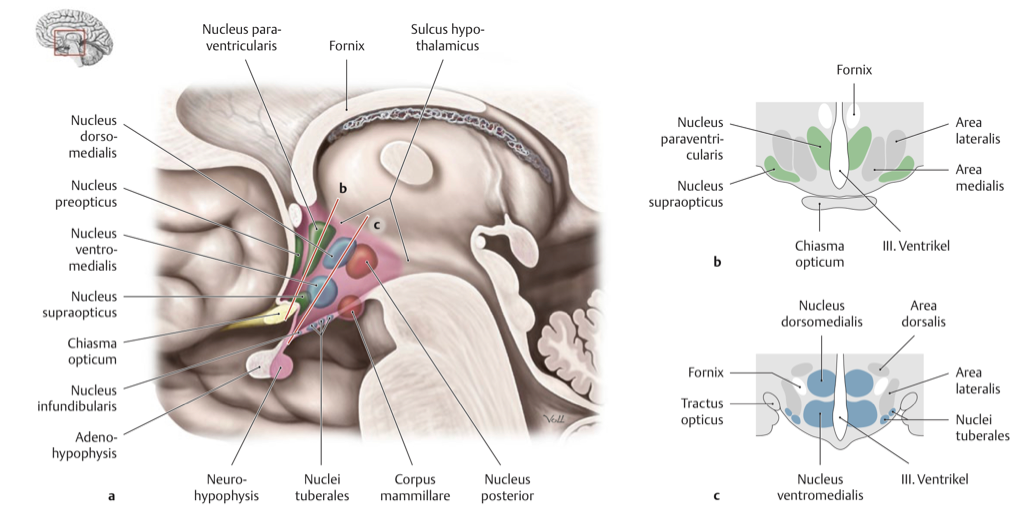 Nucleus para-
ventricularis
Fornix
Sulcus hypo-
thalamicus
Nucleus
dorso-
medialis
Nucleus
preopticus
Nucleus
ventro-
medialis
Nucleus
supraopticus
Chiasma
opticum
Nucleus
infundibularis
Adeno-
hypophysis
b
c
a
Neuro-
hypophysis
Nuclei
tuberales
Corpus
mammillare
Nucleus
posterior
Fornix
Nucleus
paraventri-
cularis
Nucleus
supraopticus
Area
lateralis
Area
medialis
Chiasma
opticum
III. Ventrikel
b
Nucleus
dorsomedialis
Area
dorsalis
Fornix
Tractus
opticus
Area
lateralis
Nuclei
tuberales
Nucleus
ventromedialis
III. Ventrikel
c